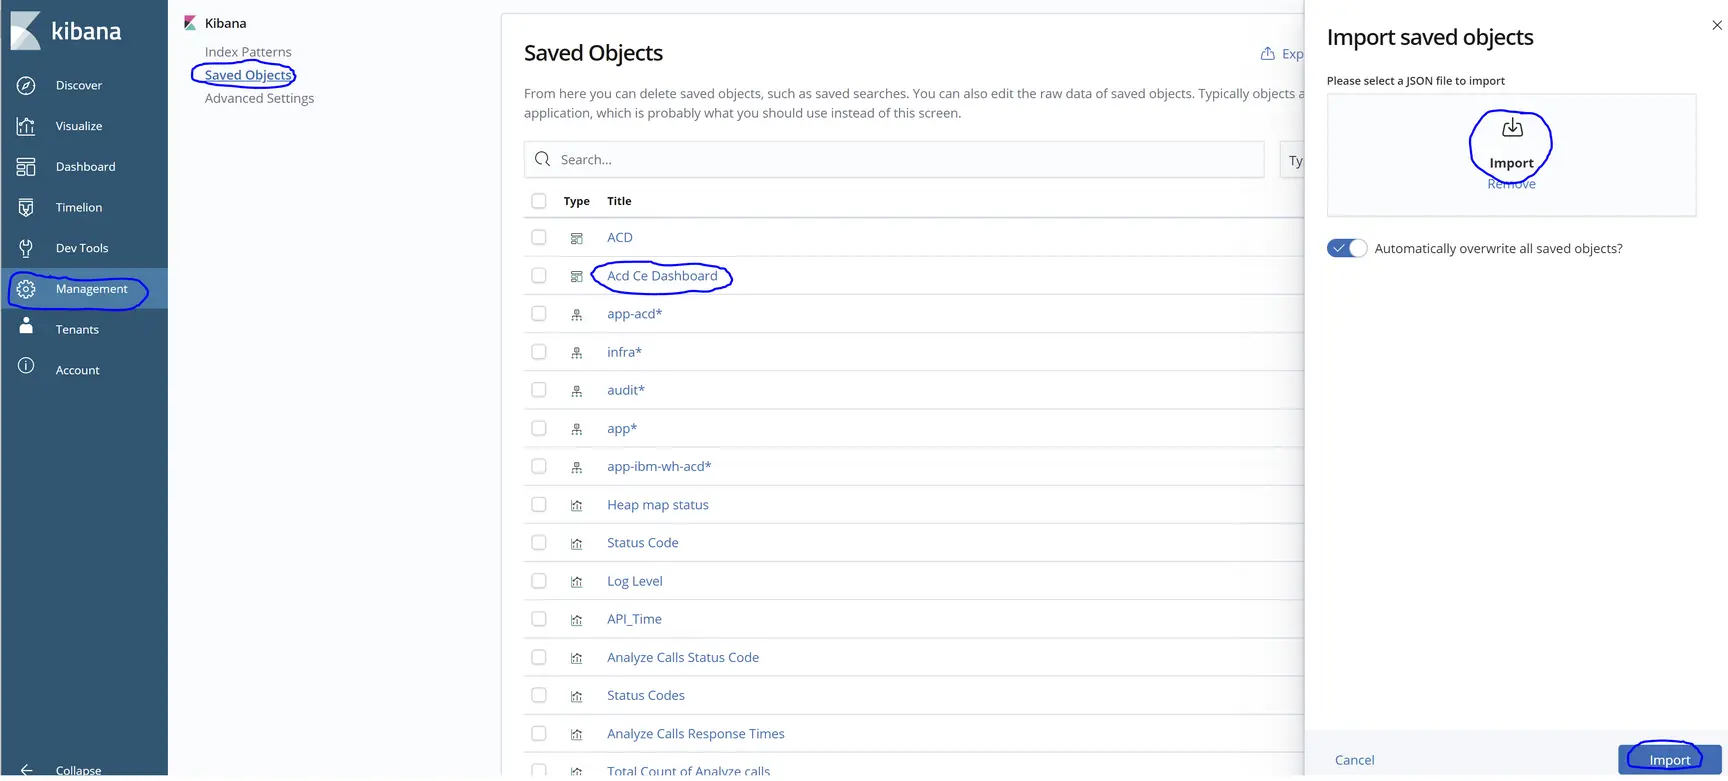 kibana
Discover
Visualize
Dashboard
Timelion
Dev Tools
Management
Tenants
Account
Collapse
Kibana
Index Patterns
Saved Objects
Advanced Settings
Saved Objects
Exp
From here you can delete saved objects, such as saved searches. You can also edit the raw data of saved objects. Typically objects a
application, which is probably what you should use instead of this screen.
Search...
Ty
Type Title
ACD
Acd Ce Dashboard
app-acd*
infra*
audit*
app*
app-ibm-wh-acd*
Heap map status
Status Code
Log Level
API_Time
Analyze Calls Status Code
Status Codes
Analyze Calls Response Times
Total Count of Analyze calls
Import saved objects
Please select a JSON file to import
Import
Remove
Automatically overwrite all saved objects?
Cancel
Import